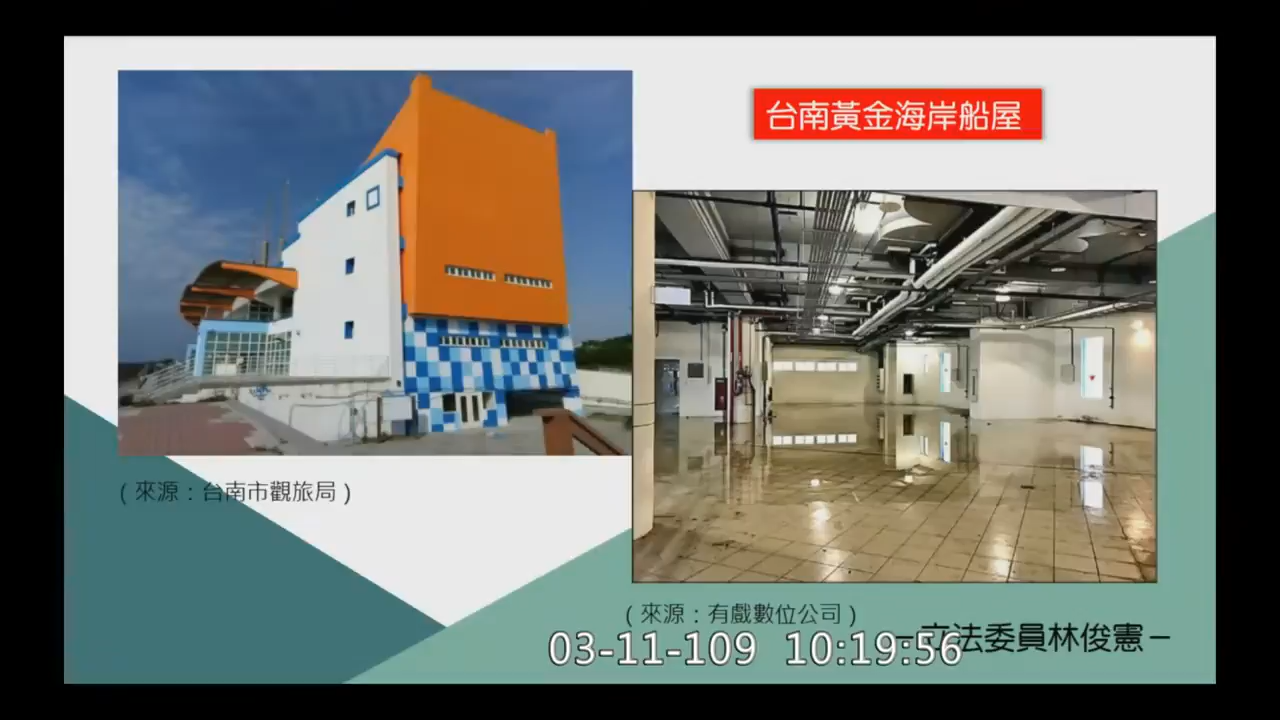 台南黃金海岸船屋
(來源：台南市觀旅局)
(來源：有戲數位公司)
－立法委員林俊憲－
03-11-109 10:19:56